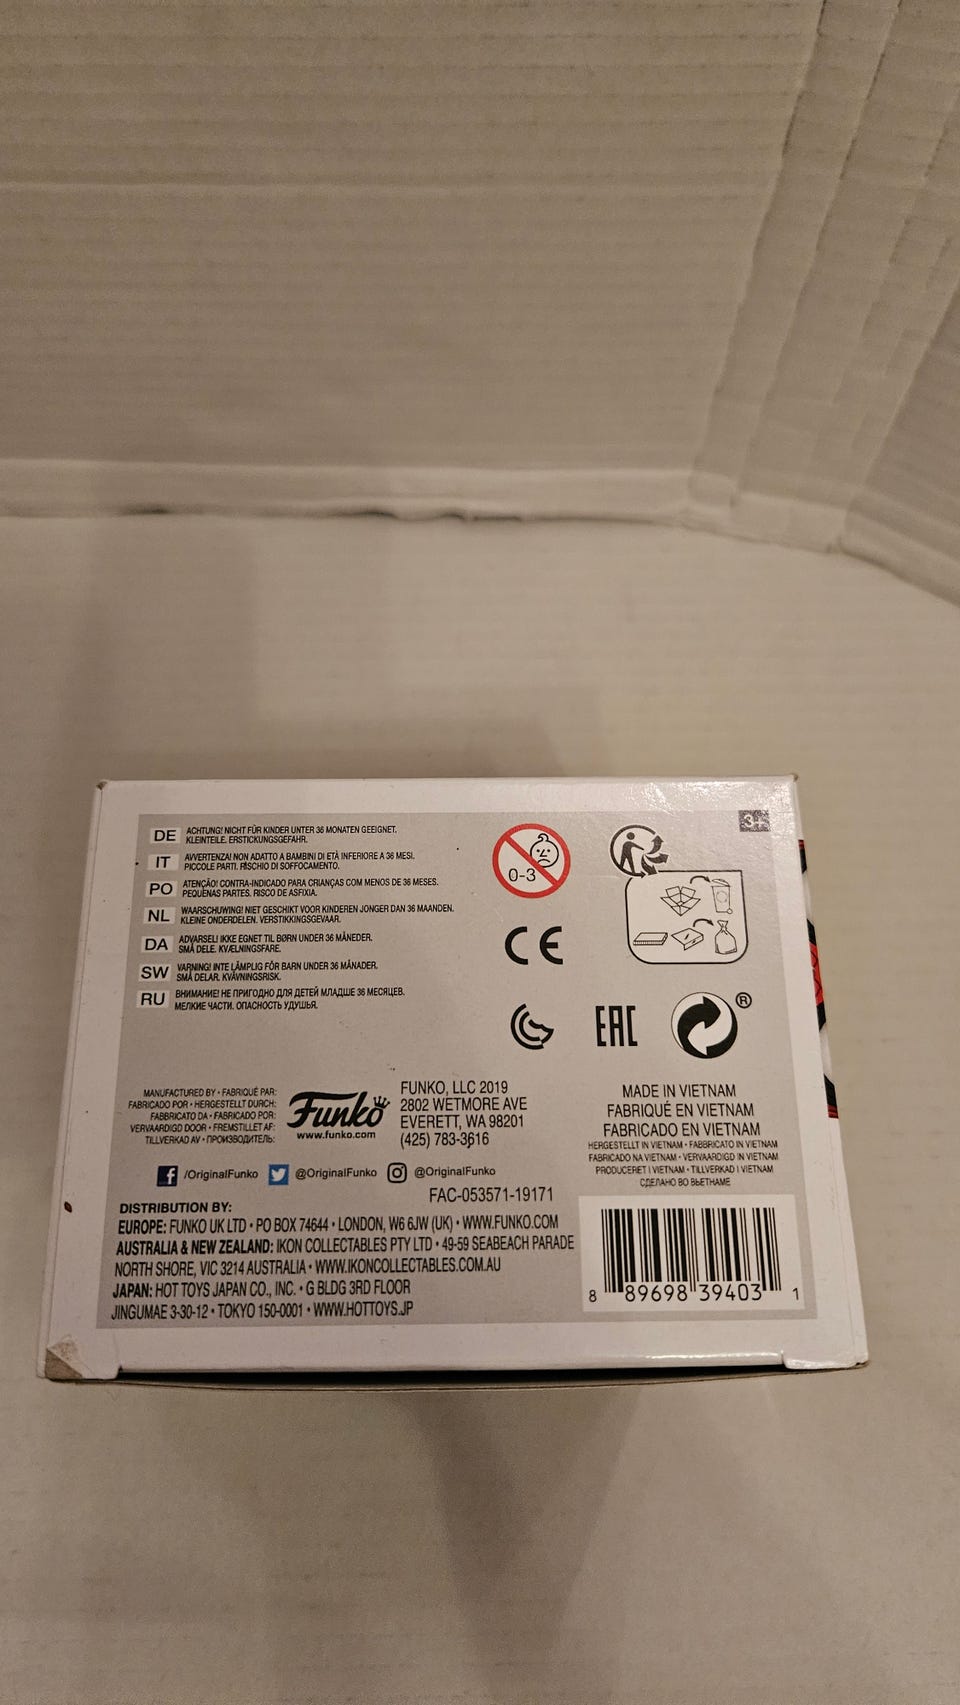 3+
DE ACHTUNG! NICHT FÜR KINDER UNTER 36 MONATEN GEEIGNET.
KLEINTEILE. ERSTICKUNGSGEFAHR.
IT AVVERTENZA! NON ADATTO A BAMBINI DI ETÀ INFERIORE A 36 MESI.
PICCOLE PARTI. RISCHIO DI SOFFOCAMENTO.
PO ATENÇÃO! CONTRA-INDICADO PARA CRIANÇAS COM MENOS DE 36 MESES.
PEQUENAS PARTES. RISCO DE ASFIXIA.
NL WAARSCHUWING! NIET GESCHIKT VOOR KINDEREN JONGER DAN 36 MAANDEN.
KLEINE ONDERDELEN. VERSTIKKINGSGEVAAR.
DA ADVARSEL! IKKE EGNET TIL BØRN UNDER 36 MÅNEDER.
SMÅ DELE. KVÆLNINGSFARE.
SW VARNING! INTE LÄMPLIG FÖR BARN UNDER 36 MÅNADER.
SMÅ DELAR. KVÄVNINGSRISK.
RU ВНИМАНИЕ! НЕ ПРИГОДНО ДЛЯ ДЕТЕЙ МЛАДШЕ 36 МЕСЯЦЕВ.
МЕЛКИЕ ЧАСТИ. ОПАСНОСТЬ УДУШЬЯ.
0-3
CE
EAC
®
MANUFACTURED BY • FABRIQUÉ PAR:
FABRICADO POR • HERGESTELLT DURCH:
FABBRICATO DA • FABRICADO POR:
VERVAARDIGD DOOR • FREMSTILLET AF:
TILLVERKAD AV • ПРОИЗВОДИТЕЛЬ:
Funko
www.funko.com
FUNKO, LLC 2019
2802 WETMORE AVE
EVERETT, WA 98201
(425) 783-3616
MADE IN VIETNAM
FABRIQUÉ EN VIETNAM
FABRICADO EN VIETNAM
HERGESTELLT IN VIETNAM • FABBRICATO IN VIETNAM
FABRICADO NA VIETNAM • VERVAARDIGD IN VIETNAM
PRODUCERET I VIETNAM • TILLVERKAD I VIETNAM
СДЕЛАНО ВО ВЬЕТНАМЕ
/OriginalFunko @OriginalFunko @OriginalFunko
FAC-053571-19171
DISTRIBUTION BY:
EUROPE: FUNKO UK LTD • PO BOX 74644 • LONDON, W6 6JW (UK) • WWW.FUNKO.COM
AUSTRALIA & NEW ZEALAND: IKON COLLECTABLES PTY LTD • 49-59 SEABEACH PARADE
NORTH SHORE, VIC 3214 AUSTRALIA • WWW.IKONCOLLECTABLES.COM.AU
JAPAN: HOT TOYS JAPAN CO., INC. • G BLDG 3RD FLOOR
JINGUMAE 3-30-12 • TOKYO 150-0001 • WWW.HOTTOYS.JP
8 89698 39403 1